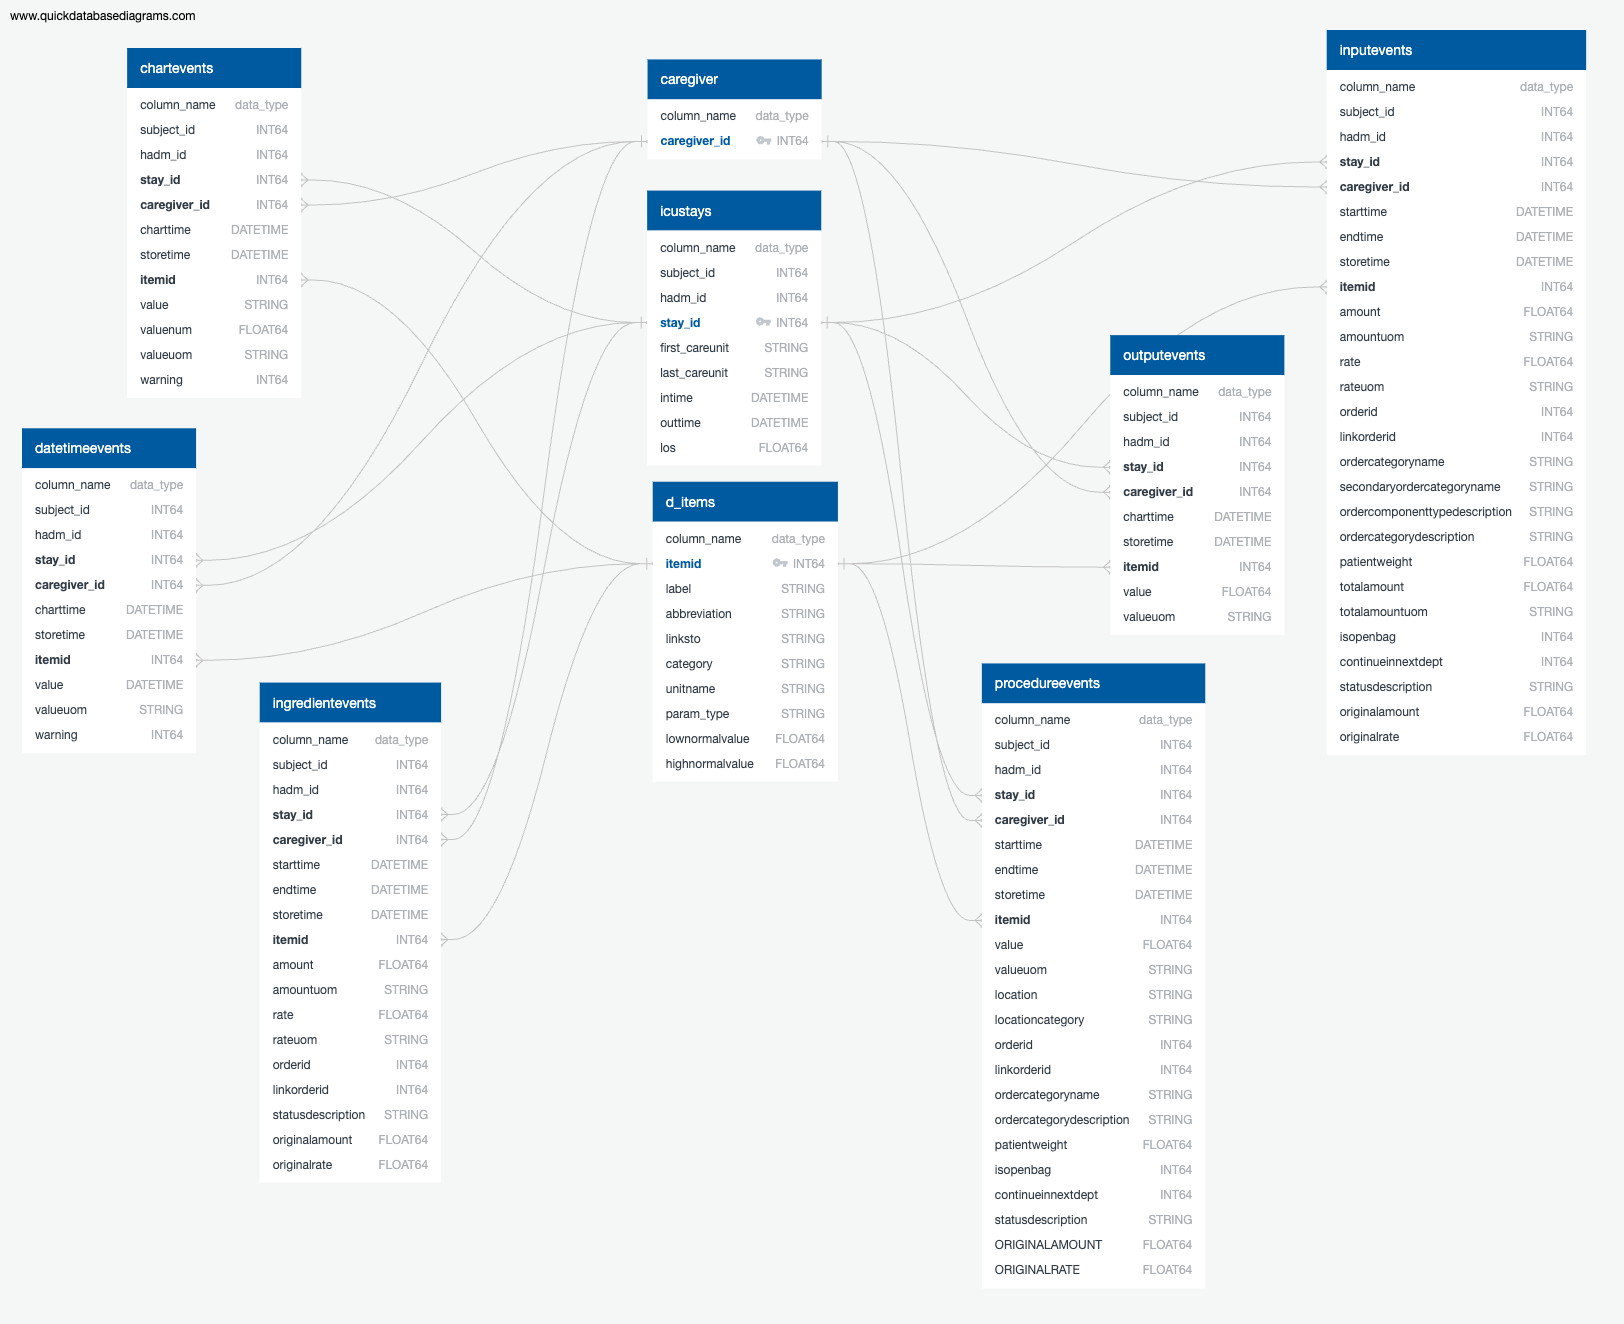 www.quickdatabasediagrams.com
chartevents
column_name data_type
subject_id INT64
hadm_id INT64
stay_id INT64
caregiver_id INT64
charttime DATETIME
storetime DATETIME
itemid INT64
value STRING
valuenum FLOAT64
valueuom STRING
warning INT64
datetimeevents
column_name data_type
subject_id INT64
hadm_id INT64
stay_id INT64
caregiver_id INT64
charttime DATETIME
storetime DATETIME
itemid INT64
value DATETIME
valueuom STRING
warning INT64
ingredientevents
column_name data_type
subject_id INT64
hadm_id INT64
stay_id INT64
caregiver_id INT64
starttime DATETIME
endtime DATETIME
storetime DATETIME
itemid INT64
amount FLOAT64
amountuom STRING
rate FLOAT64
rateuom STRING
orderid INT64
linkorderid INT64
statusdescription STRING
originalamount FLOAT64
originalrate FLOAT64
caregiver
column_name data_type
caregiver_id INT64
icustays
column_name data_type
subject_id INT64
hadm_id INT64
stay_id INT64
first_careunit STRING
last_careunit STRING
intime DATETIME
outtime DATETIME
los FLOAT64
d_items
column_name data_type
itemid INT64
label STRING
abbreviation STRING
linksto STRING
category STRING
unitname STRING
param_type STRING
lownormalvalue FLOAT64
highnormalvalue FLOAT64
outputevents
column_name data_type
subject_id INT64
hadm_id INT64
stay_id INT64
caregiver_id INT64
charttime DATETIME
storetime DATETIME
itemid INT64
value FLOAT64
valueuom STRING
procedureevents
column_name data_type
subject_id INT64
hadm_id INT64
stay_id INT64
caregiver_id INT64
starttime DATETIME
endtime DATETIME
storetime DATETIME
itemid INT64
value FLOAT64
valueuom STRING
location STRING
locationcategory STRING
orderid INT64
linkorderid INT64
ordercategoryname STRING
ordercategorydescription STRING
patientweight FLOAT64
isopenbag INT64
continueinnextdept INT64
statusdescription STRING
ORIGINALAMOUNT FLOAT64
ORIGINALRATE FLOAT64
inputevents
column_name data_type
subject_id INT64
hadm_id INT64
stay_id INT64
caregiver_id INT64
starttime DATETIME
endtime DATETIME
storetime DATETIME
itemid INT64
amount FLOAT64
amountuom STRING
rate FLOAT64
rateuom STRING
orderid INT64
linkorderid INT64
ordercategoryname STRING
secondaryordercategoryname STRING
ordercomponenttypedescription STRING
ordercategorydescription STRING
patientweight FLOAT64
totalamount FLOAT64
totalamountuom STRING
isopenbag INT64
continueinnextdept INT64
statusdescription STRING
originalamount FLOAT64
originalrate FLOAT64